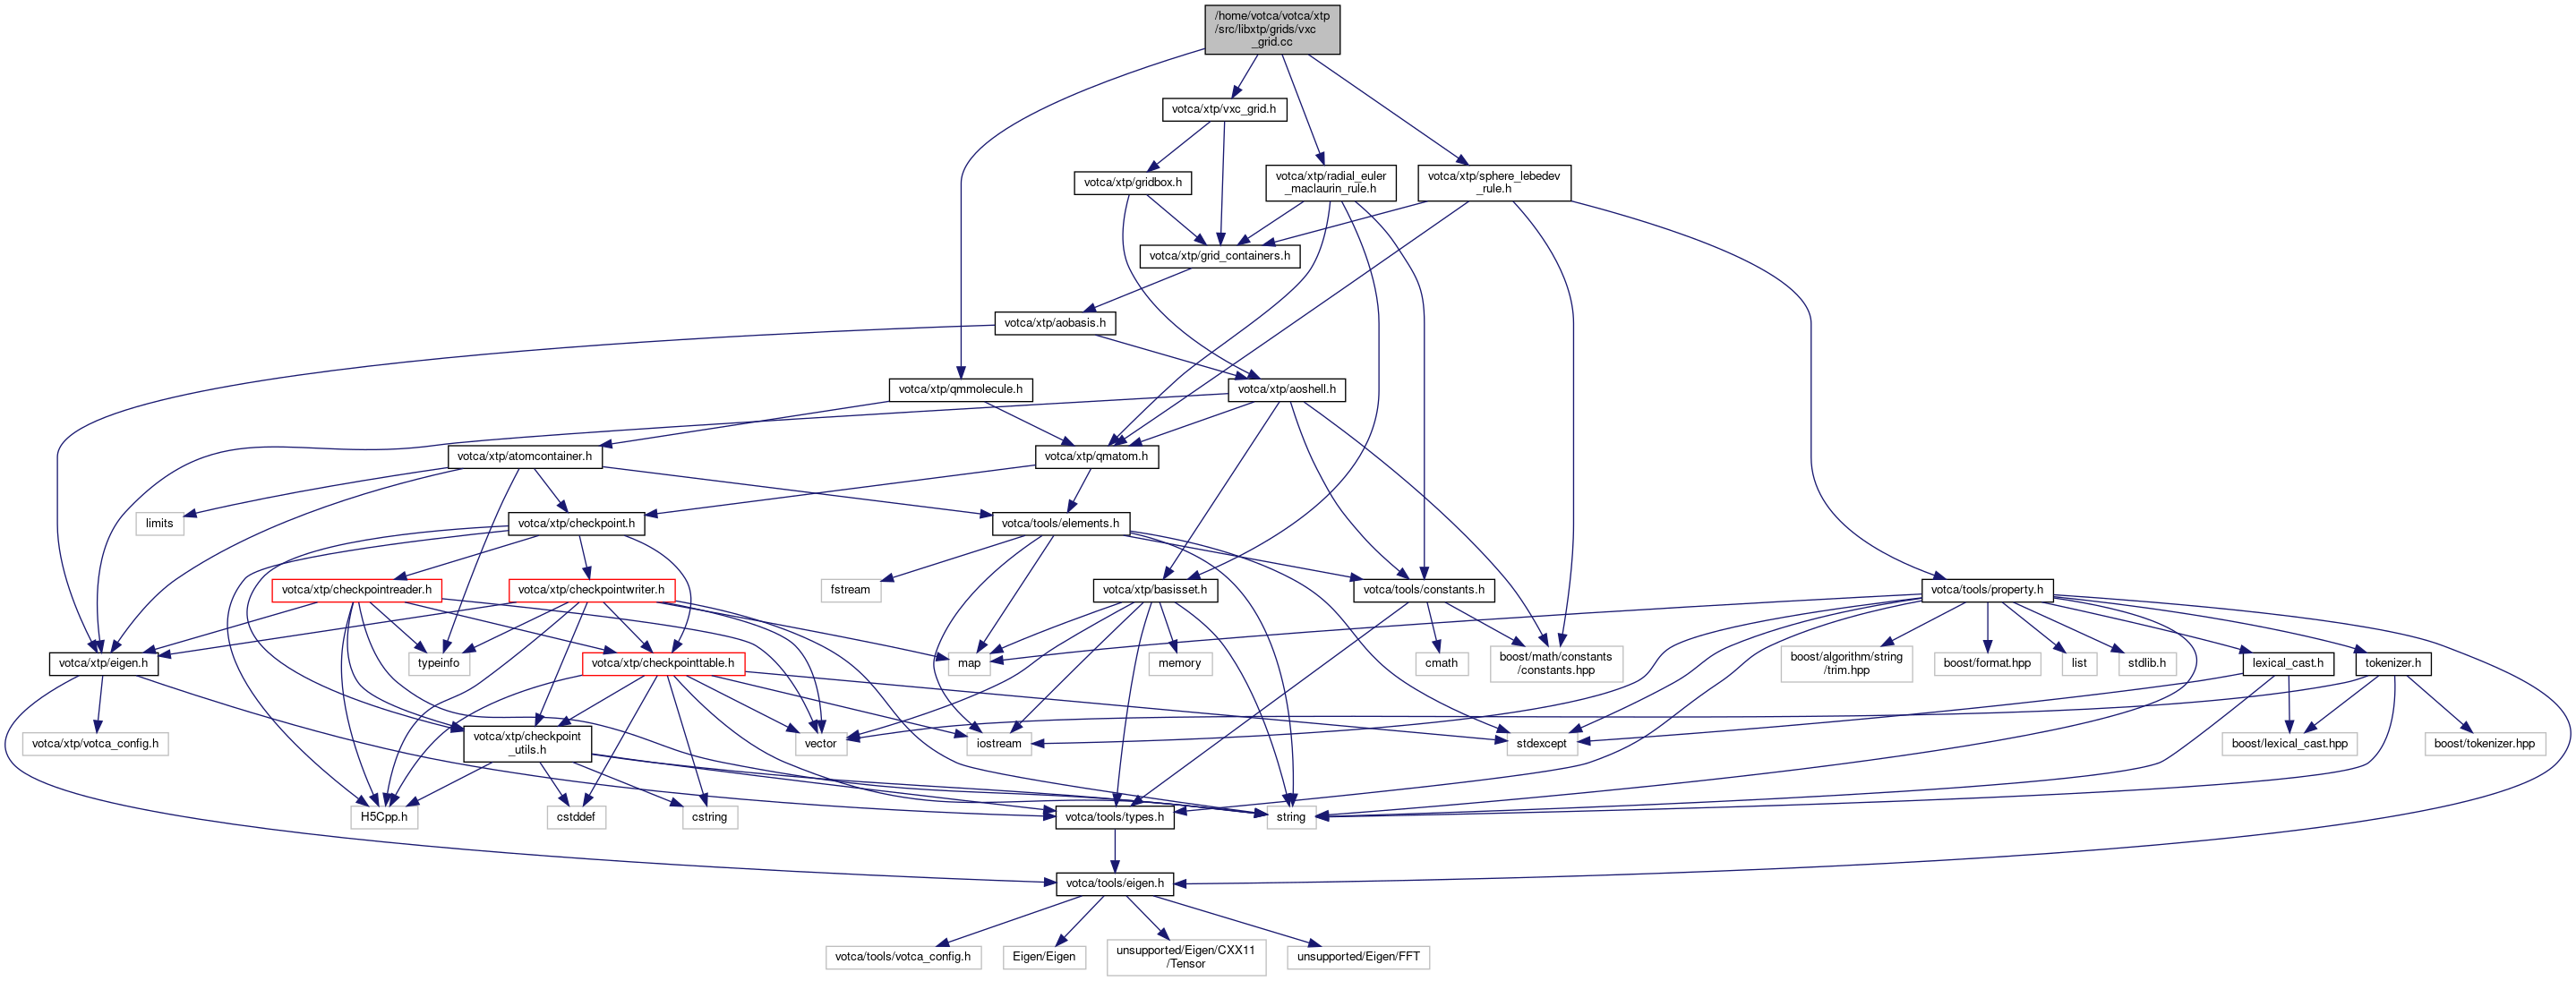 /home/votca/votca/xtp
/src/libxtp/grids/vxc
_grid.cc
votca/xtp/vxc_grid.h
votca/xtp/gridbox.h
votca/xtp/radial_euler
_maclaurin_rule.h
votca/xtp/sphere_lebedev
_rule.h
votca/xtp/grid_containers.h
votca/xtp/aobasis.h
votca/xtp/qmmolecule.h
votca/xtp/aoshell.h
votca/xtp/atomcontainer.h
votca/xtp/qmatom.h
limits
votca/xtp/checkpoint.h
votca/tools/elements.h
votca/xtp/checkpointreader.h
votca/xtp/checkpointwriter.h
fstream
votca/xtp/basisset.h
votca/tools/constants.h
votca/tools/property.h
votca/xtp/eigen.h
typeinfo
votca/xtp/checkpointtable.h
map
memory
cmath
boost/math/constants
/constants.hpp
boost/algorithm/string
/trim.hpp
boost/format.hpp
list
stdlib.h
lexical_cast.h
tokenizer.h
votca/xtp/votca_config.h
votca/xtp/checkpoint
_utils.h
vector
iostream
stdexcept
boost/lexical_cast.hpp
boost/tokenizer.hpp
H5Cpp.h
cstddef
cstring
votca/tools/types.h
string
votca/tools/eigen.h
votca/tools/votca_config.h
Eigen/Eigen
unsupported/Eigen/CXX11
/Tensor
unsupported/Eigen/FFT